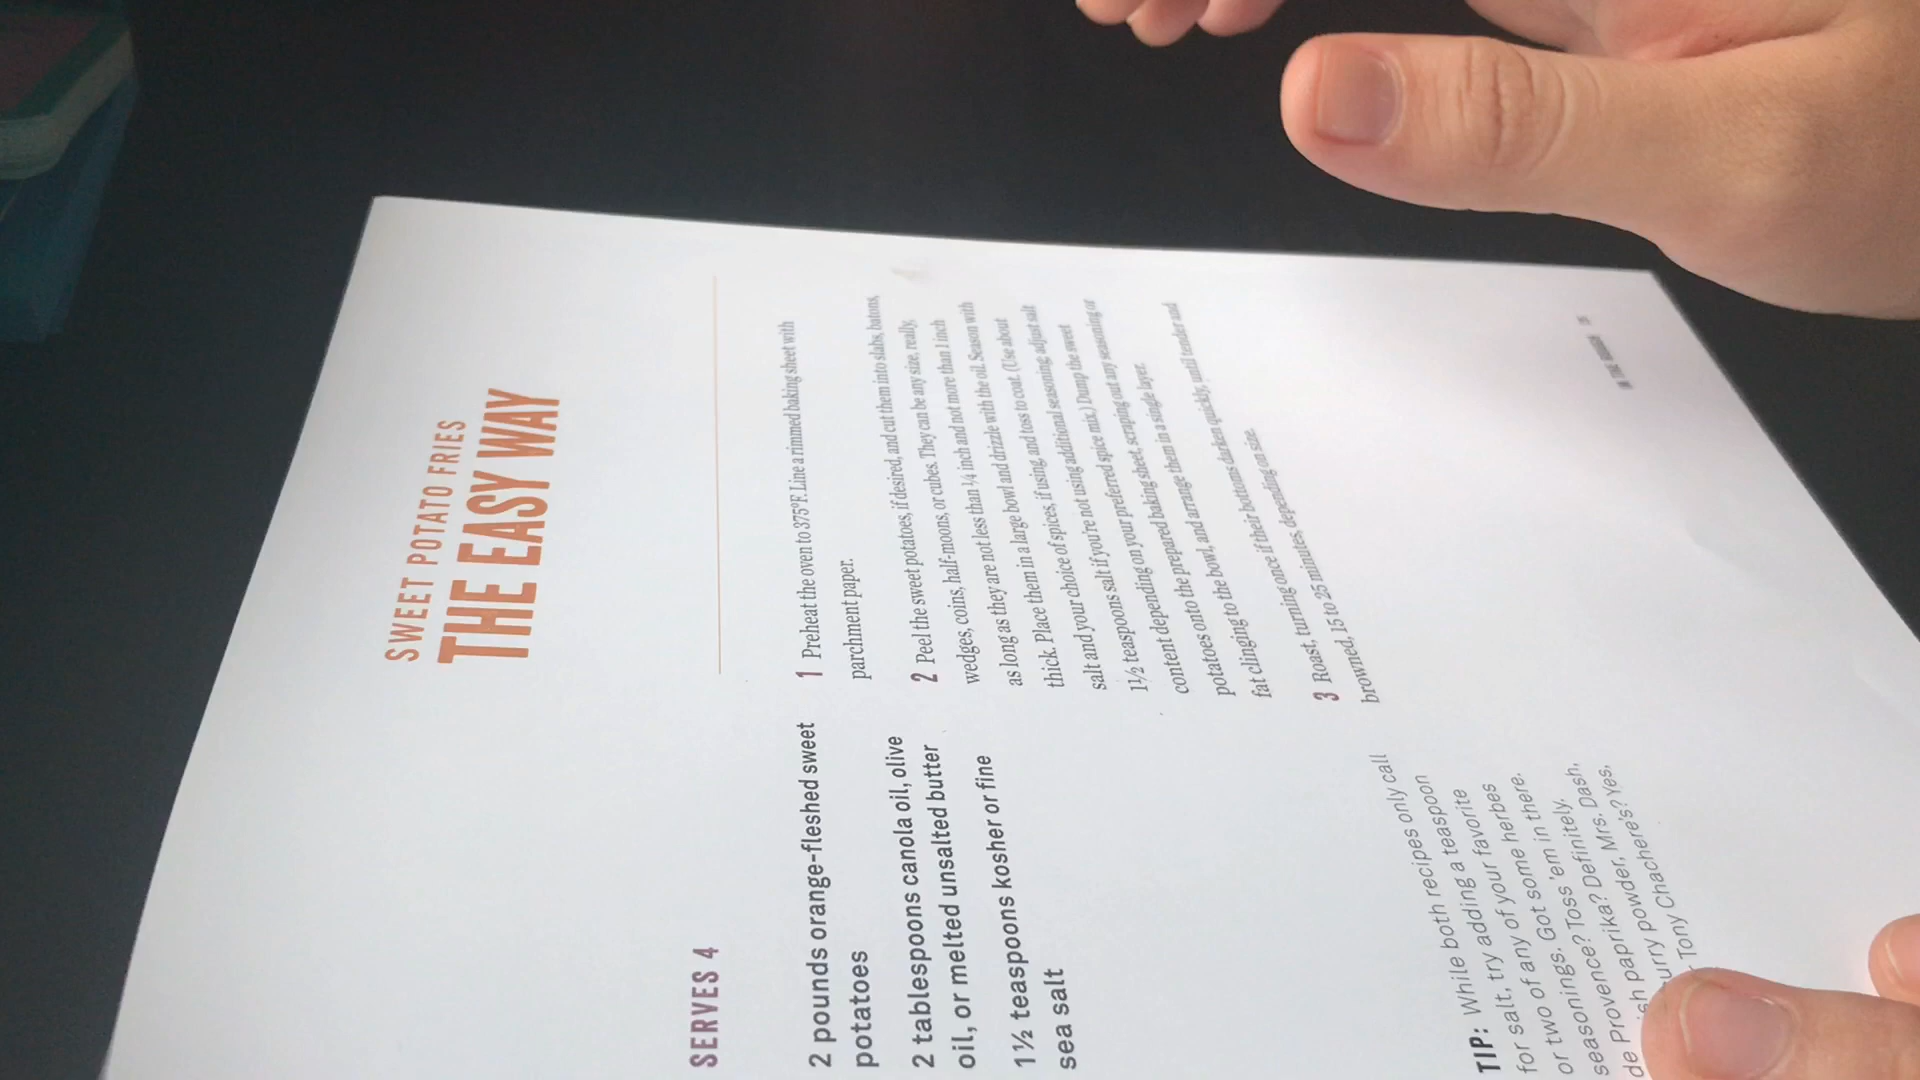 SWEET POTATO FRIES
THE EASY WAY
SERVES 4
2 pounds orange-fleshed sweet
potatoes
2 tablespoons canola oil, olive
oil, or melted unsalted butter
1½ teaspoons kosher or fine
sea salt
1 Preheat the oven to 375°F. Line a rimmed baking sheet with
parchment paper.
2 Peel the sweet potatoes, if desired, and cut them into slabs, batons,
wedges, coins, half-moons, or cubes. They can be any size, really,
as long as they are not less than ¼ inch and not more than 1 inch
thick. Place them in a large bowl and drizzle with the oil. Season with
salt and your choice of spices, if using, and toss to coat. (Use about
1½ teaspoons salt if you're not using additional seasoning; adjust salt
content depending on your preferred spice mix.) Dump the sweet
potatoes onto the prepared baking sheet, scraping out any seasoning or
fat clinging to the bowl, and arrange them in a single layer.
3 Roast, turning once if their bottoms darken quickly, until tender and
browned, 15 to 25 minutes, depending on size.
TIP: While both recipes only call
for salt, try adding a teaspoon
or two of any of your favorite
seasonings. Got some herbes
seasonence? Toss 'em in there.
de Provenprika? Definitely.
sh paprika? Mrs. Dash,
urry powder, Yes,
Tony Chachere's?
IN THE